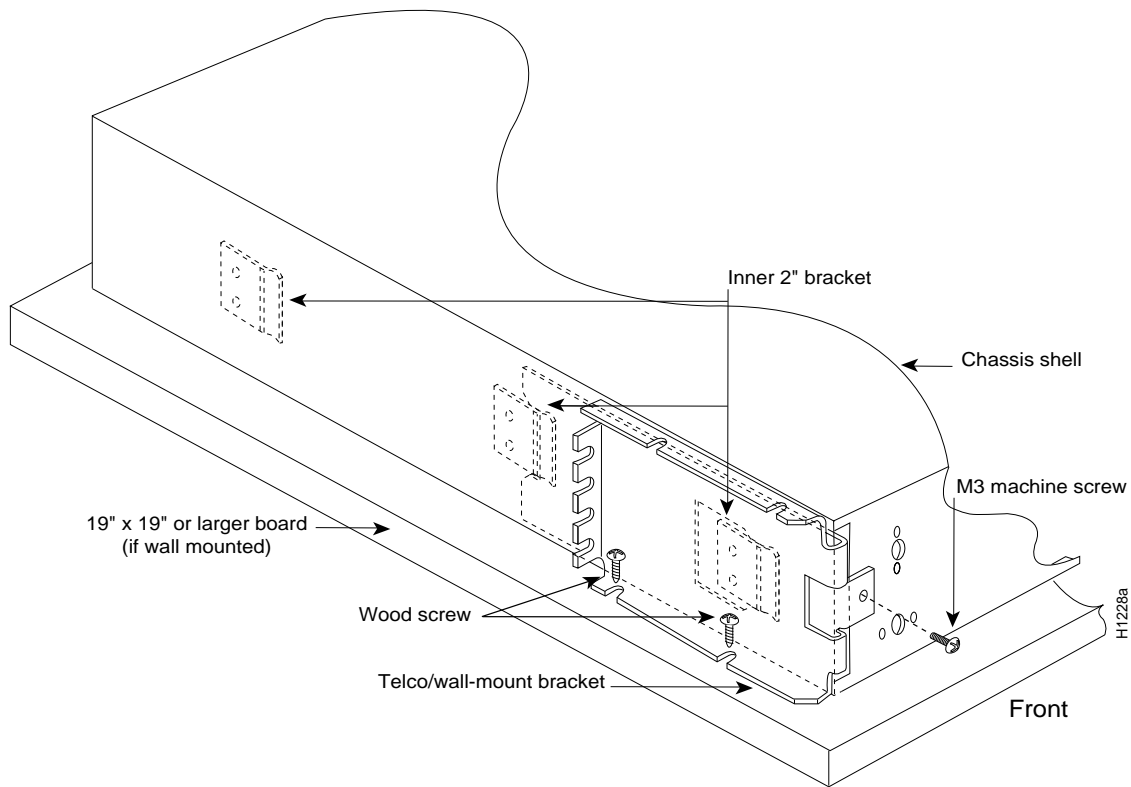 Inner 2" bracket
Chassis shell
M3 machine screw
19" x 19" or larger board
(if wall mounted)
Wood screw
Telco/wall-mount bracket
Front
H1228a